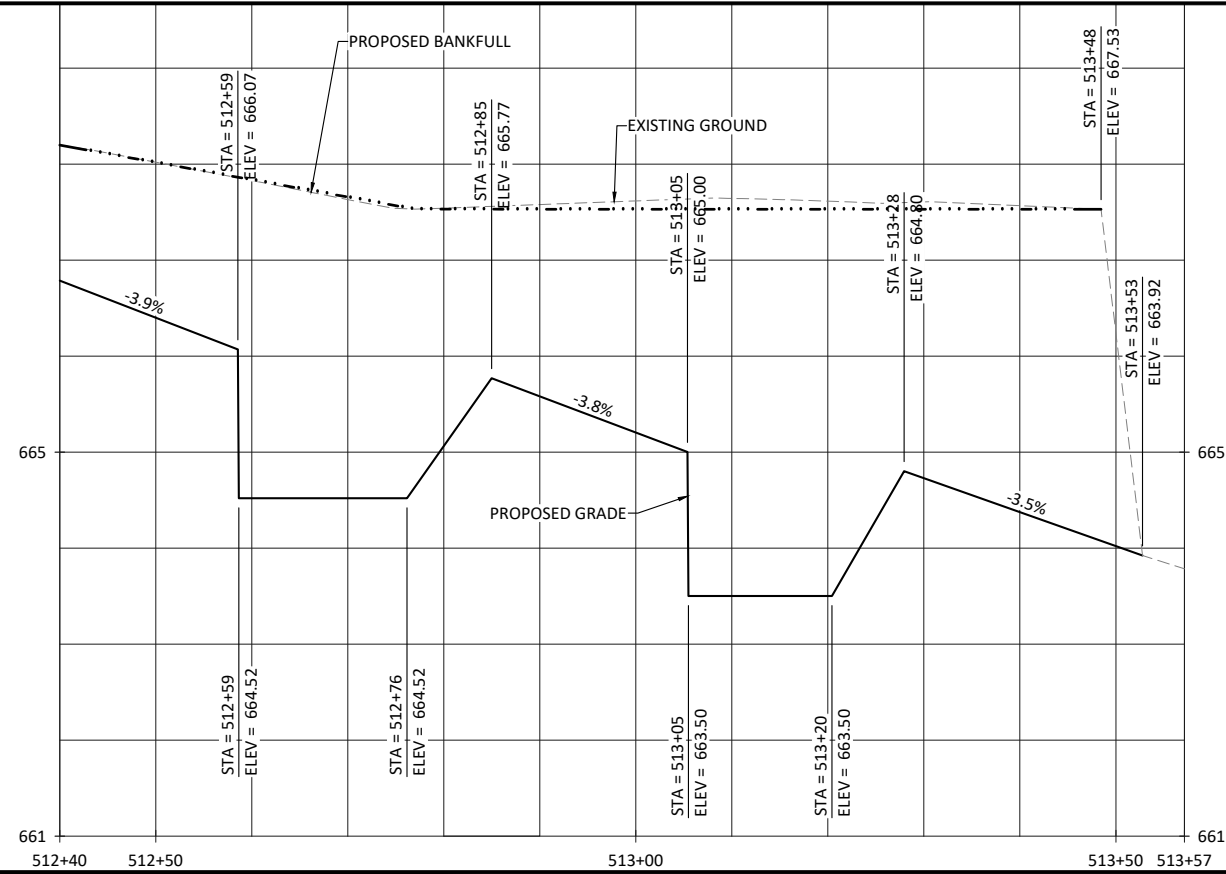 PROPOSED BANKFULL
STA = 512+59
ELEV = 666.07
STA = 512+85
ELEV = 665.77
EXISTING GROUND
STA = 513+05
ELEV = 665.00
STA = 513+28
ELEV = 664.80
STA = 513+48
ELEV = 667.53
STA = 513+53
ELEV = 663.92
-3.9%
-3.8%
-3.5%
665
665
PROPOSED GRADE
STA = 512+59
ELEV = 664.52
STA = 512+76
ELEV = 664.52
STA = 513+05
ELEV = 663.50
STA = 513+20
ELEV = 663.50
661
661
512+40 512+50 513+00 513+50 513+57